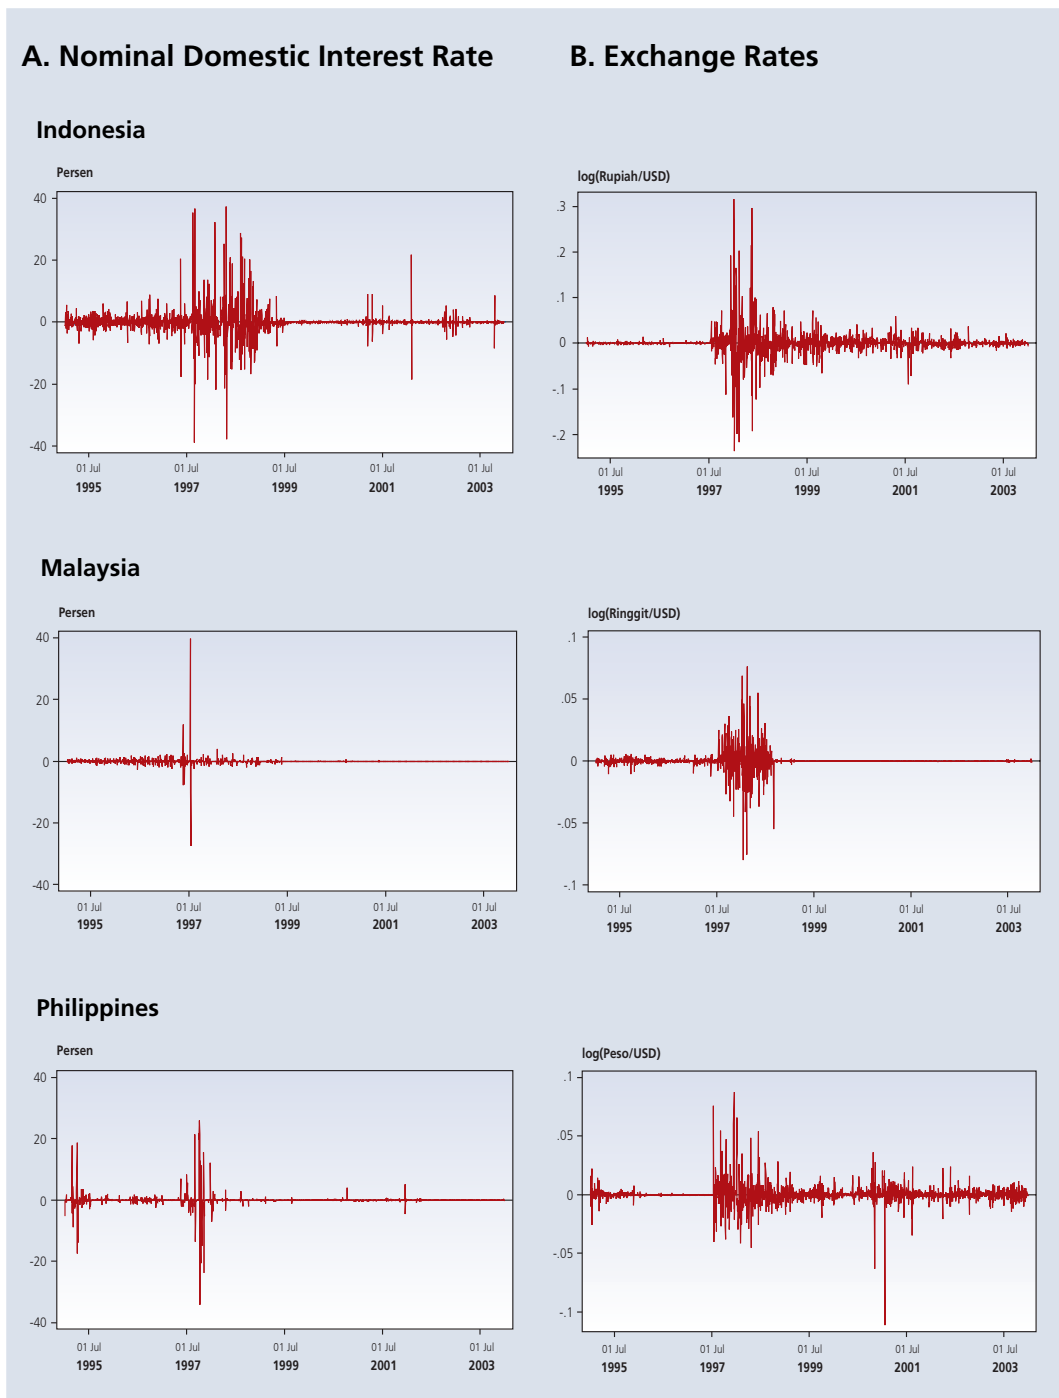 A. Nominal Domestic Interest Rate
B. Exchange Rates
Indonesia
Persen
40
20
0
-20
-40
01 Jul 01 Jul 01 Jul 01 Jul 01 Jul
1995 1997 1999 2001 2003
log(Rupiah/USD)
.3
.2
.1
0
-.1
-.2
01 Jul 01 Jul 01 Jul 01 Jul 01 Jul
1995 1997 1999 2001 2003
Malaysia
Persen
40
20
0
-20
-40
01 Jul 01 Jul 01 Jul 01 Jul 01 Jul
1995 1997 1999 2001 2003
log(Ringgit/USD)
.1
.05
0
-.05
-.1
01 Jul 01 Jul 01 Jul 01 Jul 01 Jul
1995 1997 1999 2001 2003
Philippines
Persen
40
20
0
-20
-40
01 Jul 01 Jul 01 Jul 01 Jul 01 Jul
1995 1997 1999 2001 2003
log(Peso/USD)
.1
.05
0
-.05
-.1
01 Jul 01 Jul 01 Jul 01 Jul 01 Jul
1995 1997 1999 2001 2003